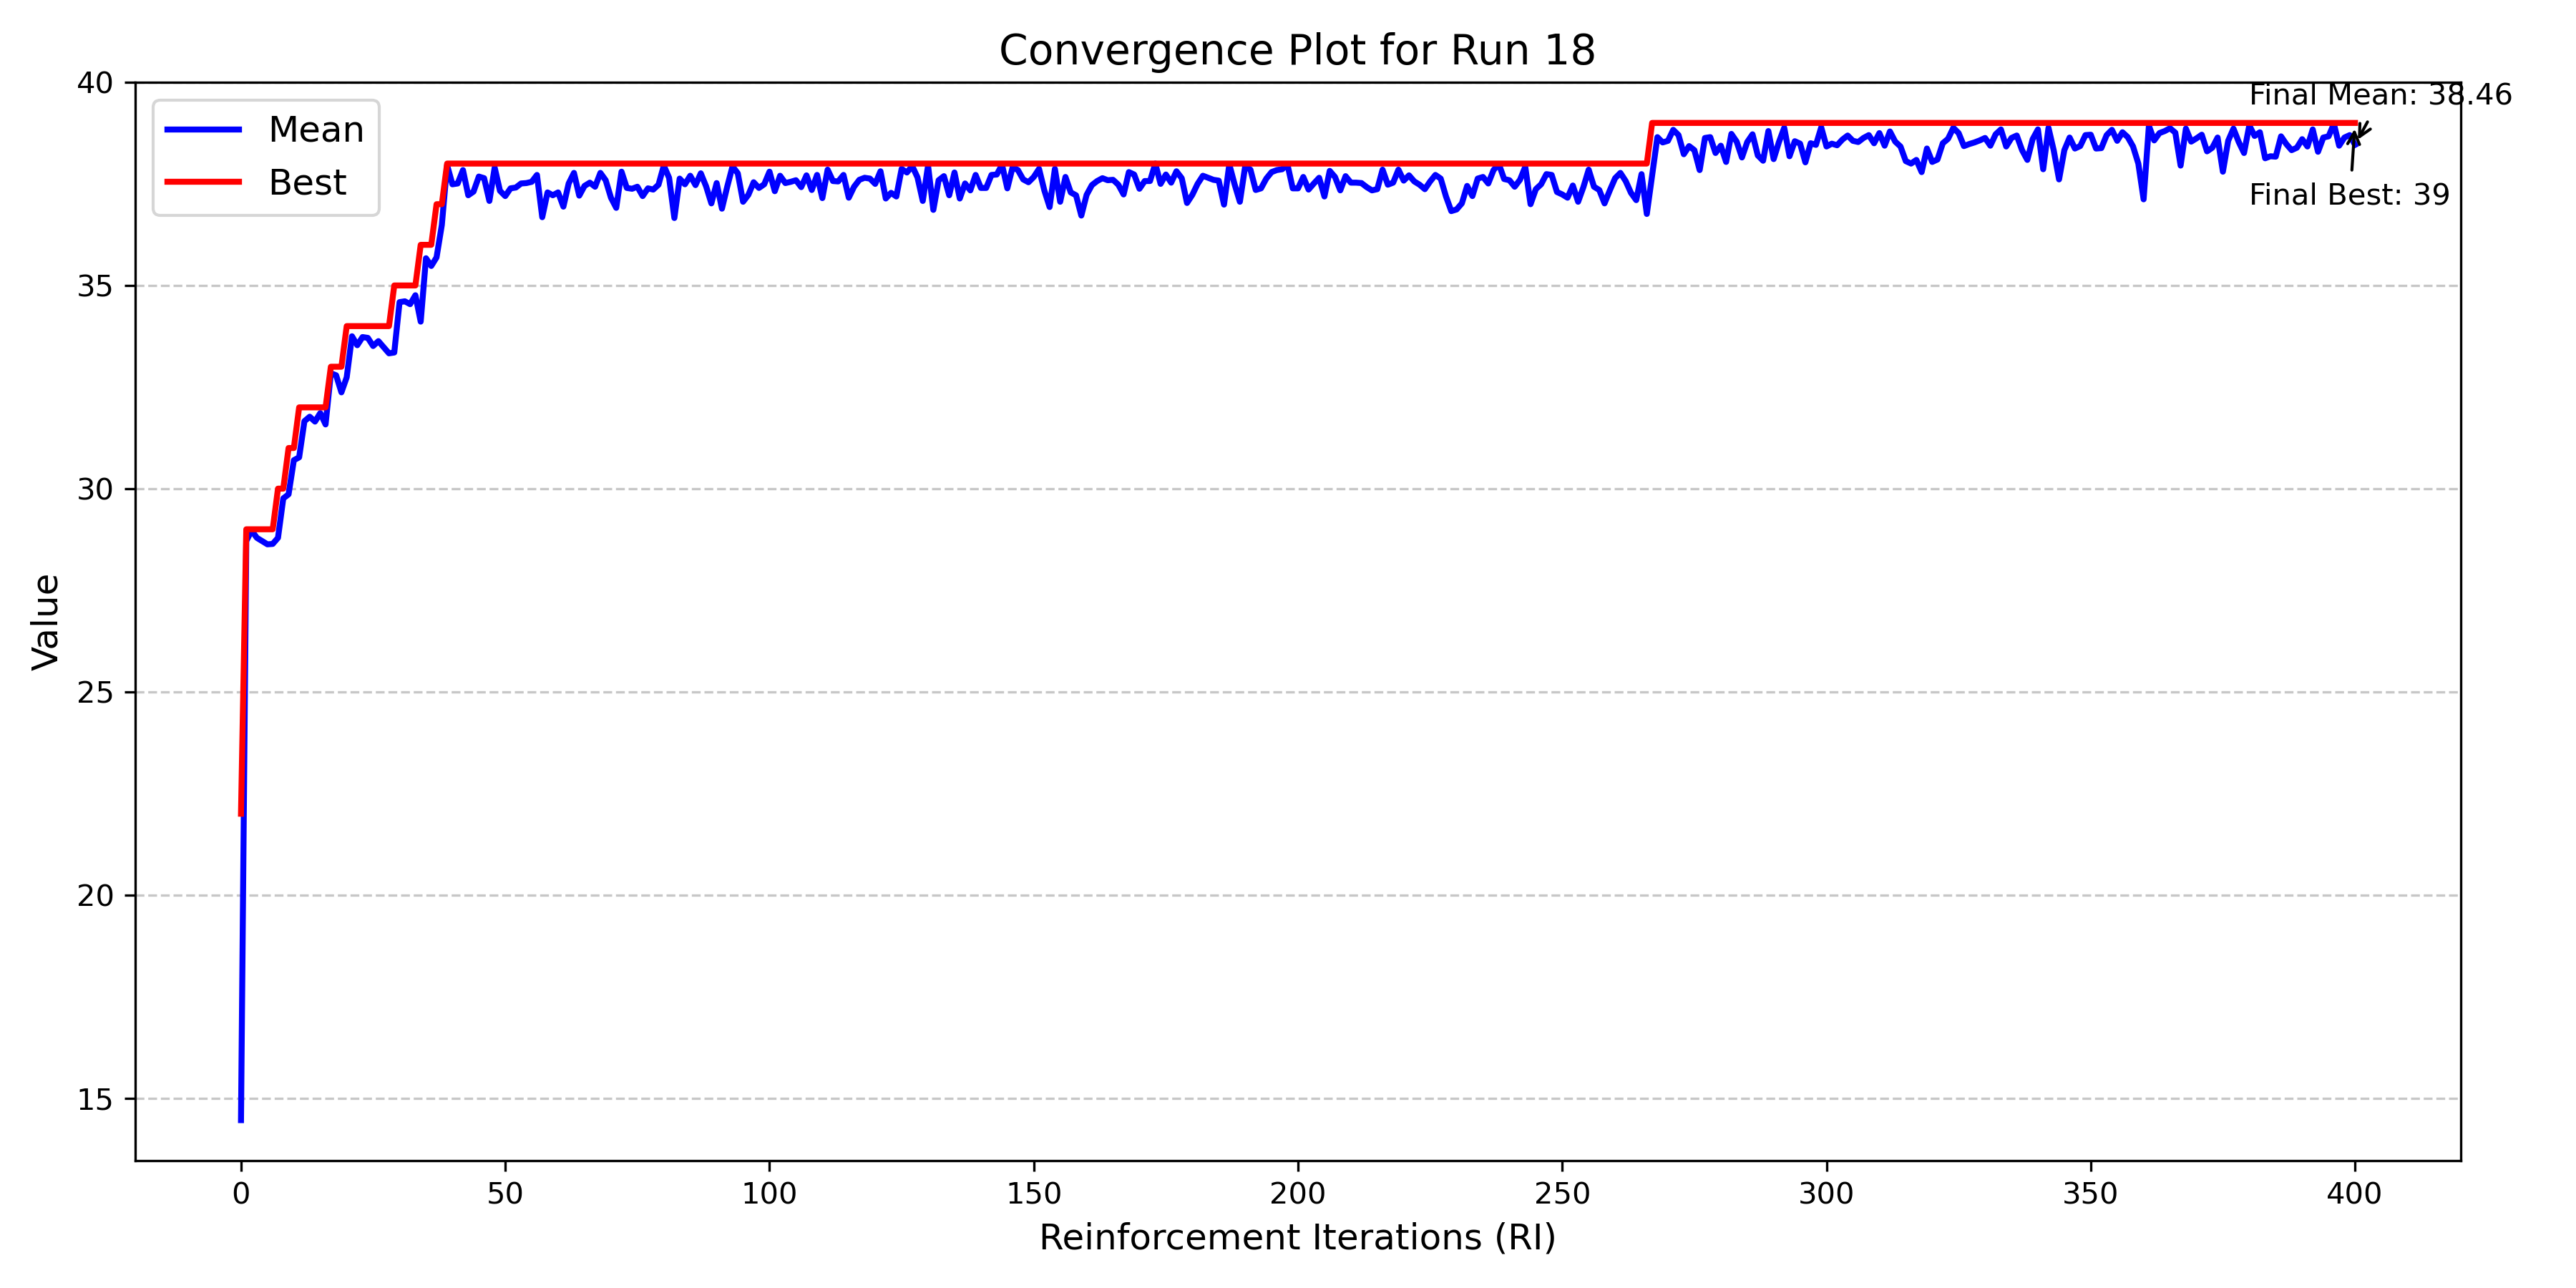 Convergence Plot for Run 18
Mean
Best
Final Mean: 38.46
Final Best: 39
Value
40
35
30
25
20
15
0 50 100 150 200 250 300 350 400
Reinforcement Iterations (RI)